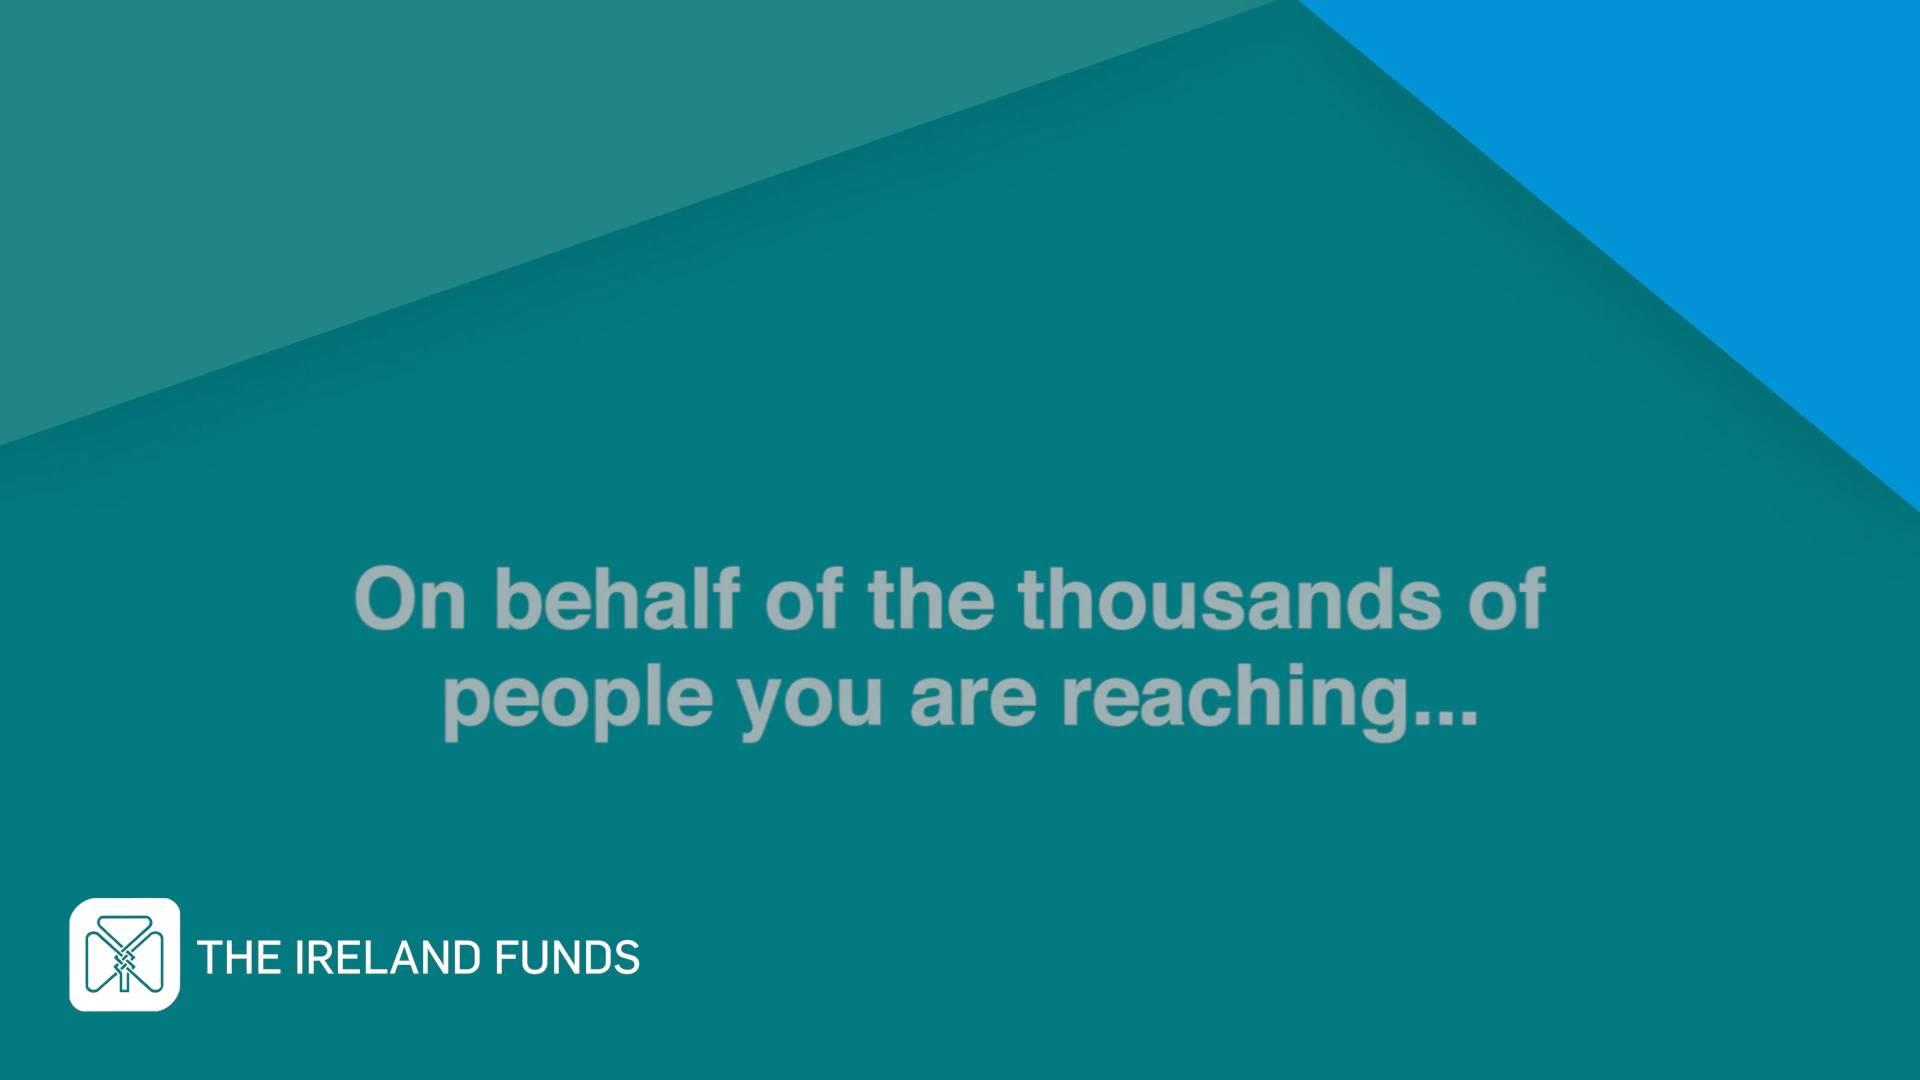 On behalf of the thousands of
people you are reaching...
THE IRELAND FUNDS